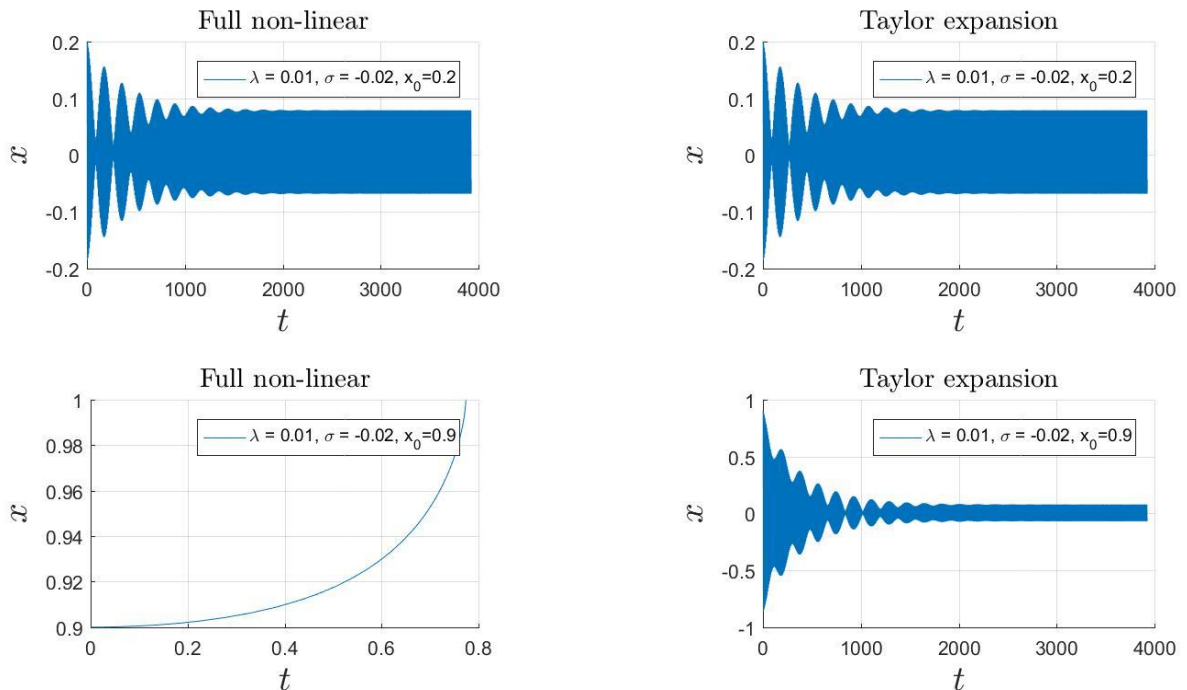 Full non-linear
0.2
0.1
0
-0.1
-0.2
x
λ = 0.01, σ = -0.02, x₀=0.2
0 1000 2000 3000 4000
t
Taylor expansion
0.2
0.1
0
-0.1
-0.2
x
λ = 0.01, σ = -0.02, x₀=0.2
0 1000 2000 3000 4000
t
Full non-linear
1
0.98
0.96
0.94
0.92
0.9
x
λ = 0.01, σ = -0.02, x₀=0.9
0 0.2 0.4 0.6 0.8
t
Taylor expansion
1
0.5
0
-0.5
-1
x
λ = 0.01, σ = -0.02, x₀=0.9
0 1000 2000 3000 4000
t